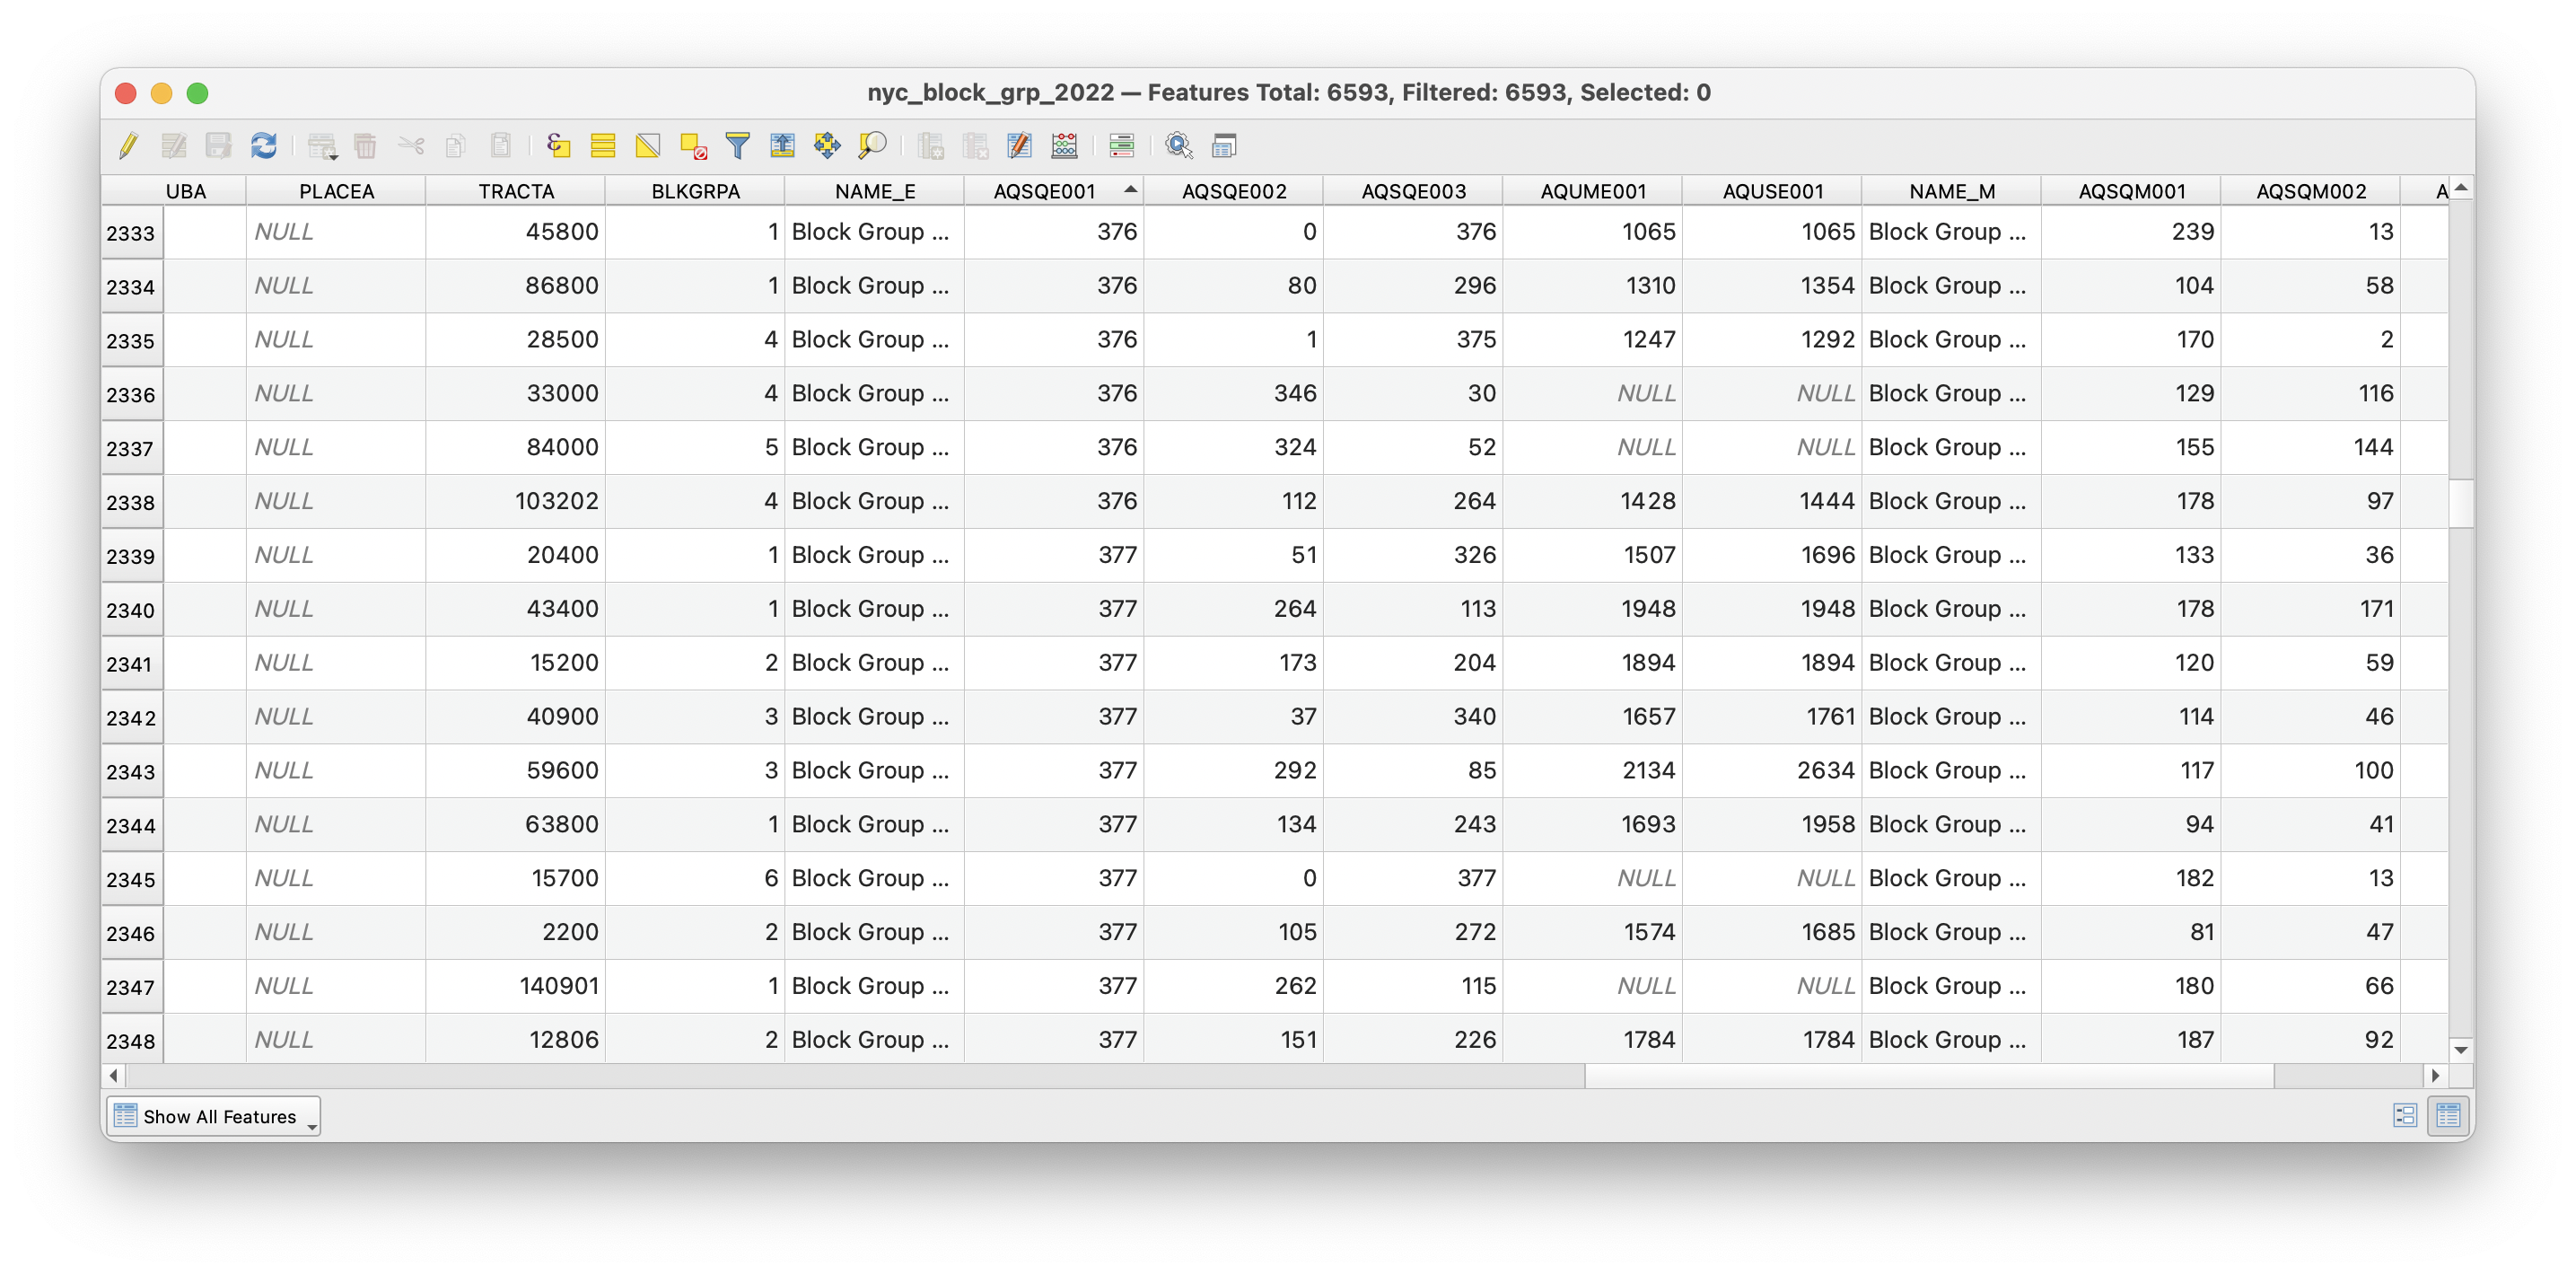 nyc_block_grp_2022 — Features Total: 6593, Filtered: 6593, Selected: 0
UBA PLACEA TRACTA BLKGRPA NAME_E AQSQE001 AQSQE002 AQSQE003 AQUME001 AQUSE001 NAME_M AQSQM001 AQSQM002 A
2333 NULL 45800 1 Block Group ... 376 0 376 1065 1065 Block Group ... 239 13
2334 NULL 86800 1 Block Group ... 376 80 296 1310 1354 Block Group ... 104 58
2335 NULL 28500 4 Block Group ... 376 1 375 1247 1292 Block Group ... 170 2
2336 NULL 33000 4 Block Group ... 376 346 30 NULL NULL Block Group ... 129 116
2337 NULL 84000 5 Block Group ... 376 324 52 NULL NULL Block Group ... 155 144
2338 NULL 103202 4 Block Group ... 376 112 264 1428 1444 Block Group ... 178 97
2339 NULL 20400 1 Block Group ... 377 51 326 1507 1696 Block Group ... 133 36
2340 NULL 43400 1 Block Group ... 377 264 113 1948 1948 Block Group ... 178 171
2341 NULL 15200 2 Block Group ... 377 173 204 1894 1894 Block Group ... 120 59
2342 NULL 40900 3 Block Group ... 377 37 340 1657 1761 Block Group ... 114 46
2343 NULL 59600 3 Block Group ... 377 292 85 2134 2634 Block Group ... 117 100
2344 NULL 63800 1 Block Group ... 377 134 243 1693 1958 Block Group ... 94 41
2345 NULL 15700 6 Block Group ... 377 0 377 NULL NULL Block Group ... 182 13
2346 NULL 2200 2 Block Group ... 377 105 272 1574 1685 Block Group ... 81 47
2347 NULL 140901 1 Block Group ... 377 262 115 NULL NULL Block Group ... 180 66
2348 NULL 12806 2 Block Group ... 377 151 226 1784 1784 Block Group ... 187 92
Show All Features